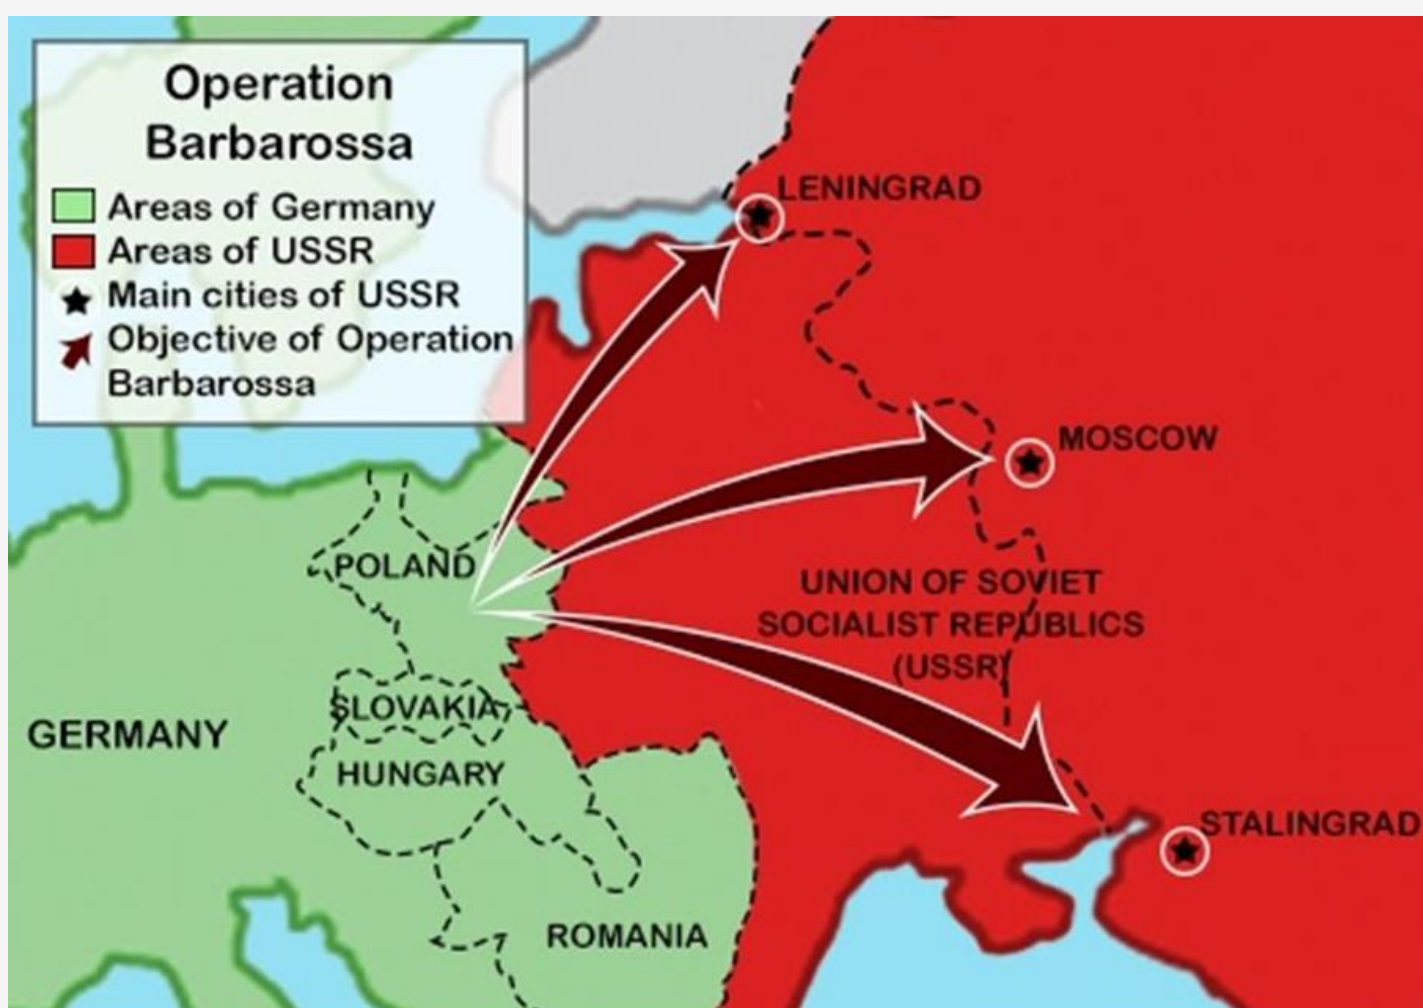 Operation
Barbarossa
Areas of Germany
Areas of USSR
Main cities of USSR
Objective of Operation
Barbarossa
LENINGRAD
MOSCOW
POLAND
UNION OF SOVIET
SOCIALIST REPUBLICS
(USSR)
SLOVAKIA
GERMANY
HUNGARY
STALINGRAD
ROMANIA